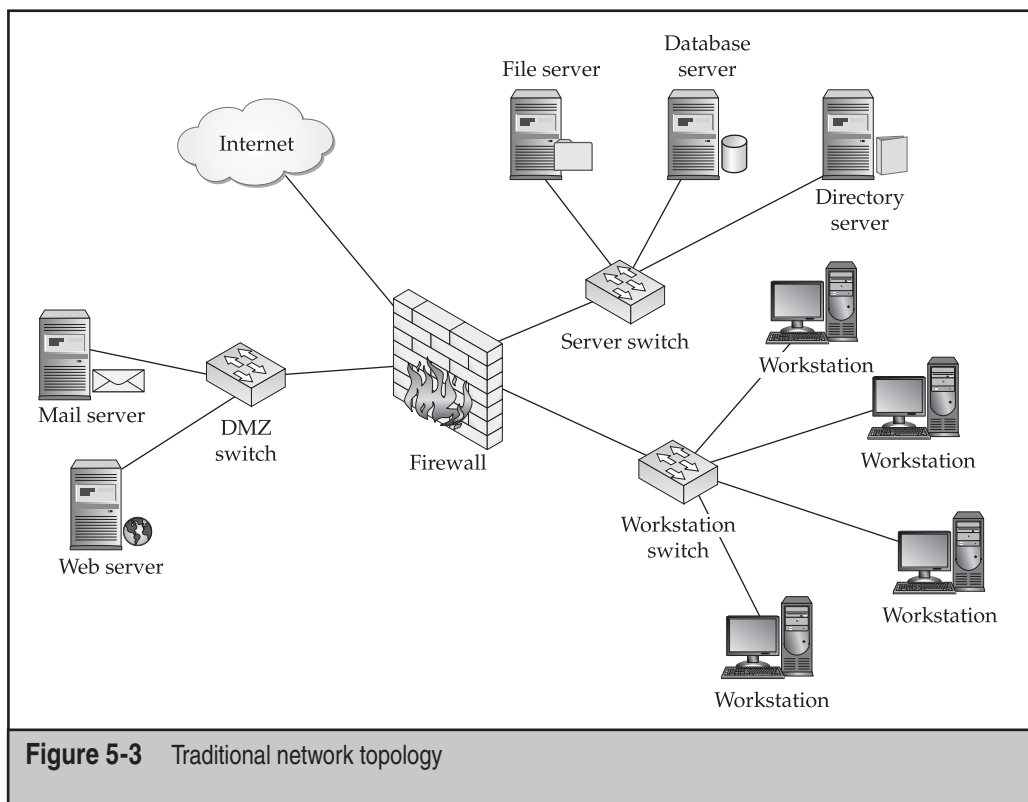 Database
server
File server
Internet
Directory
server
Server switch
Workstation
Mail server
DMZ
switch
Firewall
Workstation
Workstation
switch
Web server
Workstation
Workstation
Figure 5-3 Traditional network topology